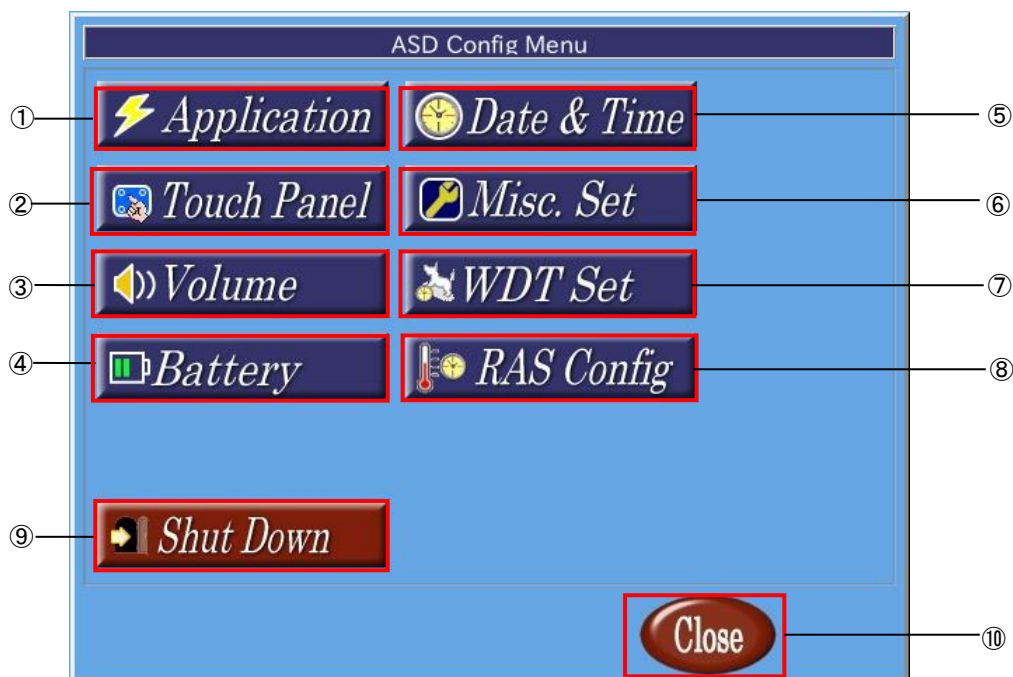 ASD Config Menu
① Application Date & Time ⑤
② Touch Panel Misc. Set ⑥
③ Volume WDT Set ⑦
④ Battery RAS Config ⑧
⑨ Shut Down
Close ⑩